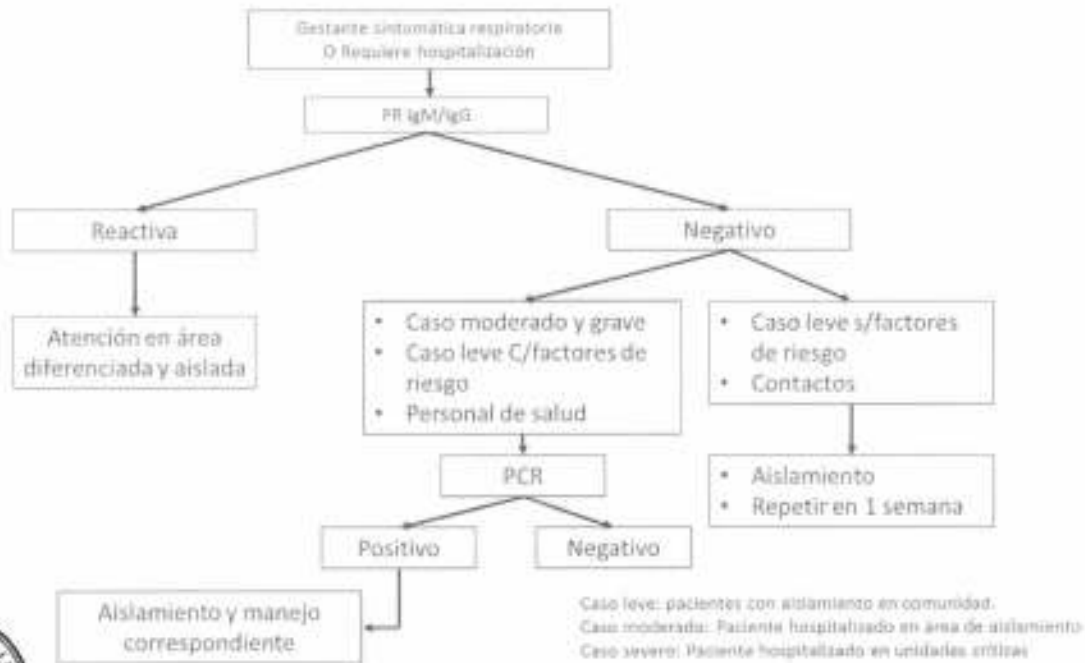 Gestante sintomática respiratoria
O Requiere hospitalización
PR IgM/IgG
Reactiva
Negativo
Atención en área
diferenciada y aislada
• Caso moderado y grave
• Caso leve C/factores de
riesgo
• Personal de salud
• Caso leve s/factores
de riesgo
• Contactos
PCR
• Aislamiento
• Repetir en 1 semana
Positivo
Negativo
Aislamiento y manejo
correspondiente
Caso leve: pacientes con aislamiento en comunidad.
Caso moderado: Paciente hospitalizado en área de aislamiento
Caso severo: Paciente hospitalizado en unidades críticas